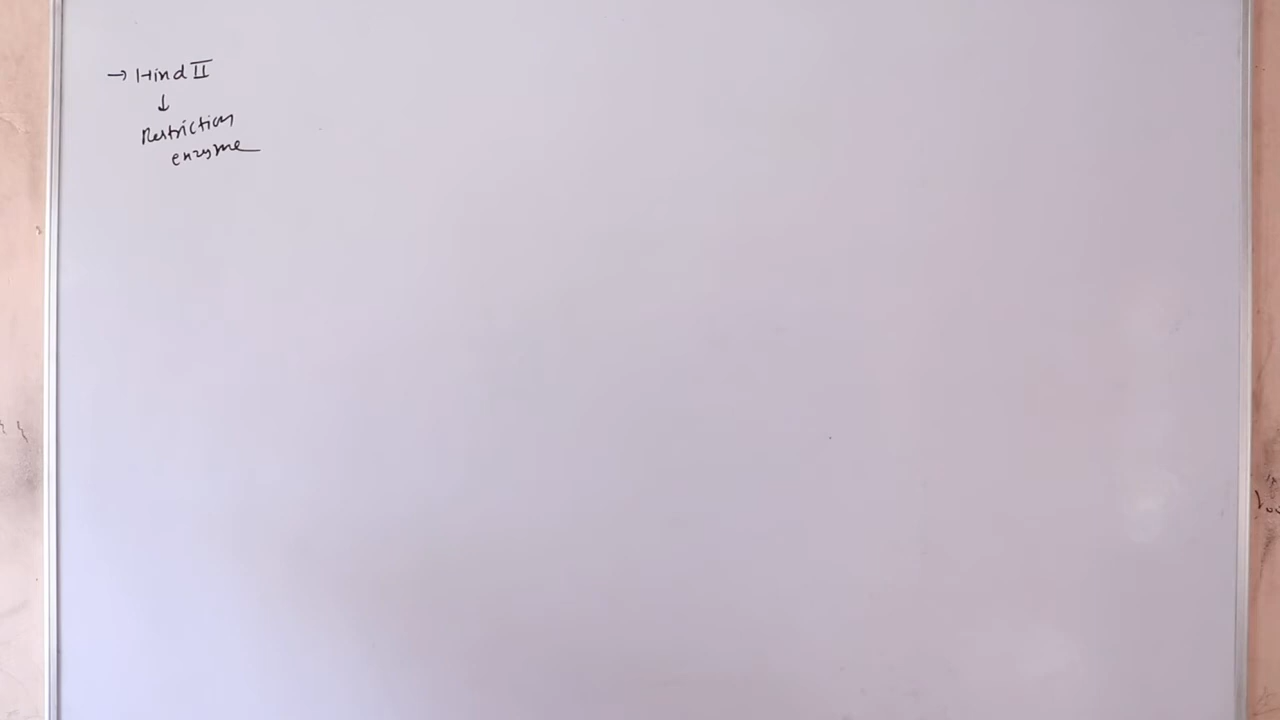 → Hind II
↓
Restriction
enzyme